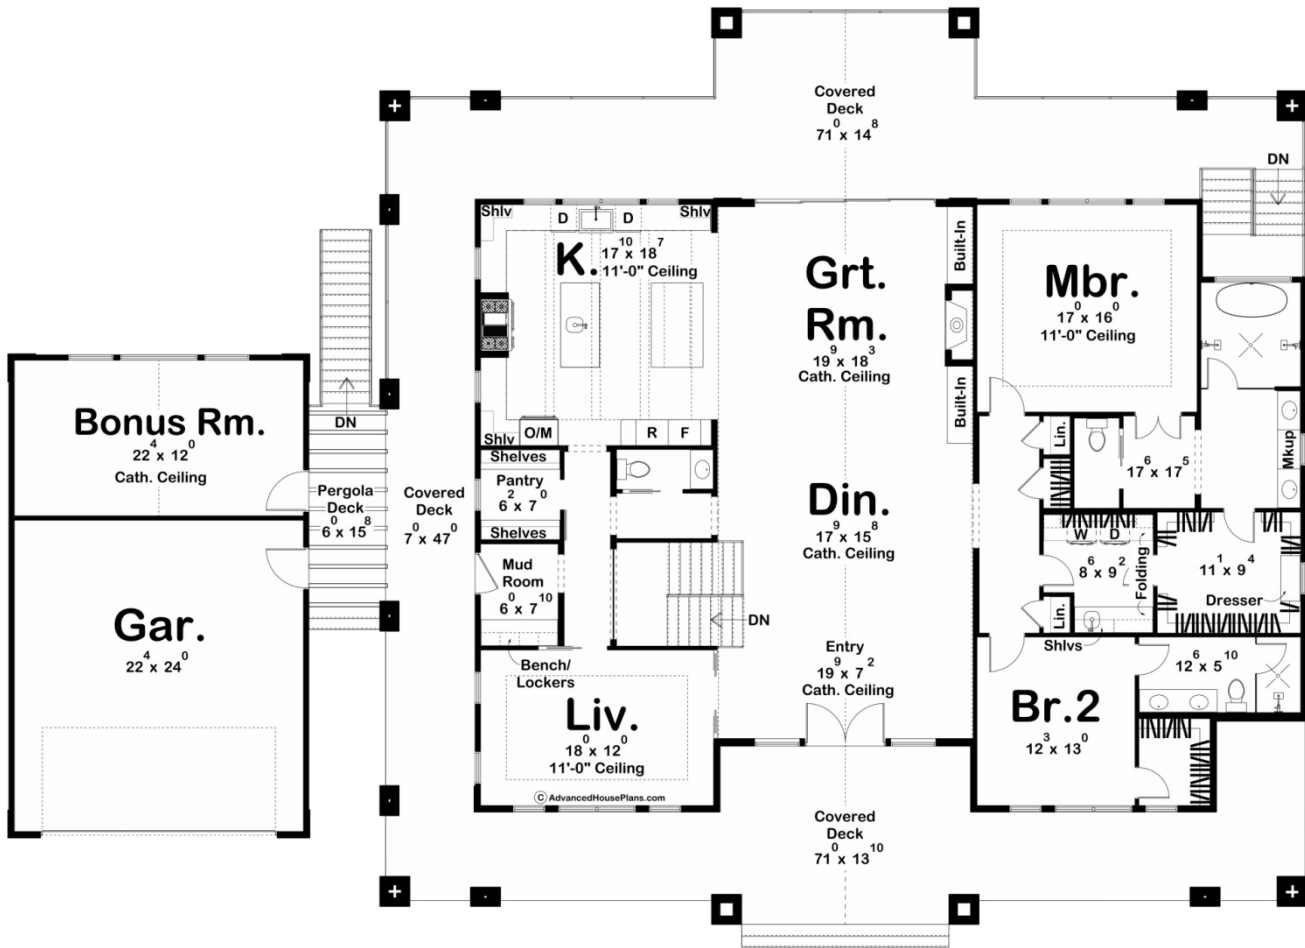 Covered
Deck
71⁰ x 14⁸
DN
Shlv
D
D
Shlv
K.
17¹⁰ x 18⁷
11'-0" Ceiling
Built-In
Grt.
Rm.
19⁹ x 18³
Cath. Ceiling
Mbr.
17⁰ x 16⁰
11'-0" Ceiling
Built-In
DN
Bonus Rm.
22⁴ x 12⁰
Cath. Ceiling
Shlv
O/M
R
F
Lin.
Mkup
17⁶ x 17⁵
Shelves
Pantry
6² x 7⁰
Shelves
Pergola
Deck
6⁰ x 15⁸
Covered
Deck
7⁰ x 47⁰
Din.
17⁹ x 15⁸
Cath. Ceiling
W
D
8⁶ x 9²
Folding
11¹ x 9⁴
Dresser
Mud
Room
6⁰ x 7¹⁰
Lin.
DN
Gar.
22⁴ x 24⁰
Bench/
Lockers
Entry
19⁹ x 7²
Cath. Ceiling
Shlvs
12⁶ x 5¹⁰
Liv.
18⁰ x 12⁰
11'-0" Ceiling
Br.2
12³ x 13⁰
© AdvancedHousePlans.com
Covered
Deck
71⁰ x 13¹⁰